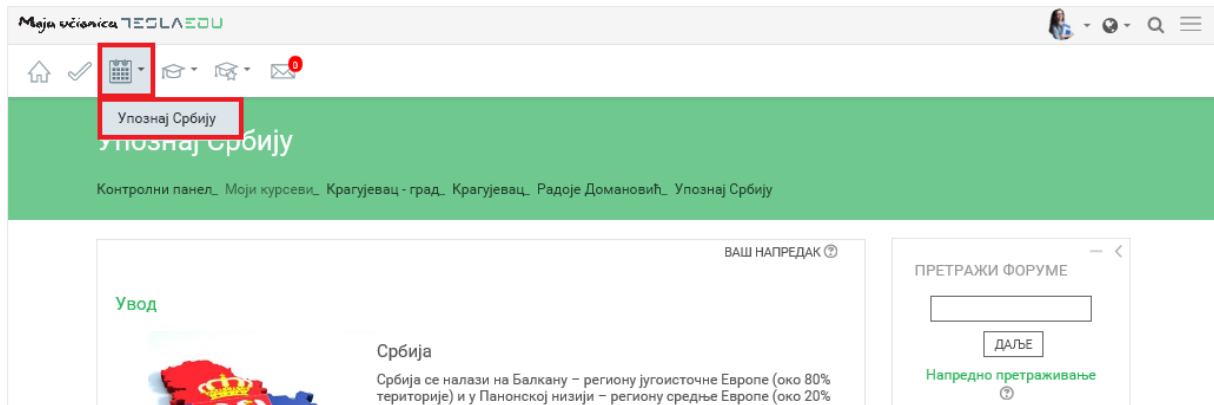 Moja učionica TESLAEDU
0
Упознај Србију
Упознај Србију
Контролни панел_ Моји курсеви_ Крагујевац - град_ Крагујевац_ Радоје Домановић_ Упознај Србију
ВАШ НАПРЕДАК
Увод
Србија
Србија се налази на Балкану – региону југоисточне Европе (око 80%
територије) и у Панонској низији – региону средње Европе (око 20%
ПРЕТРАЖИ ФОРУМЕ
ДАЉЕ
Напредно претраживање